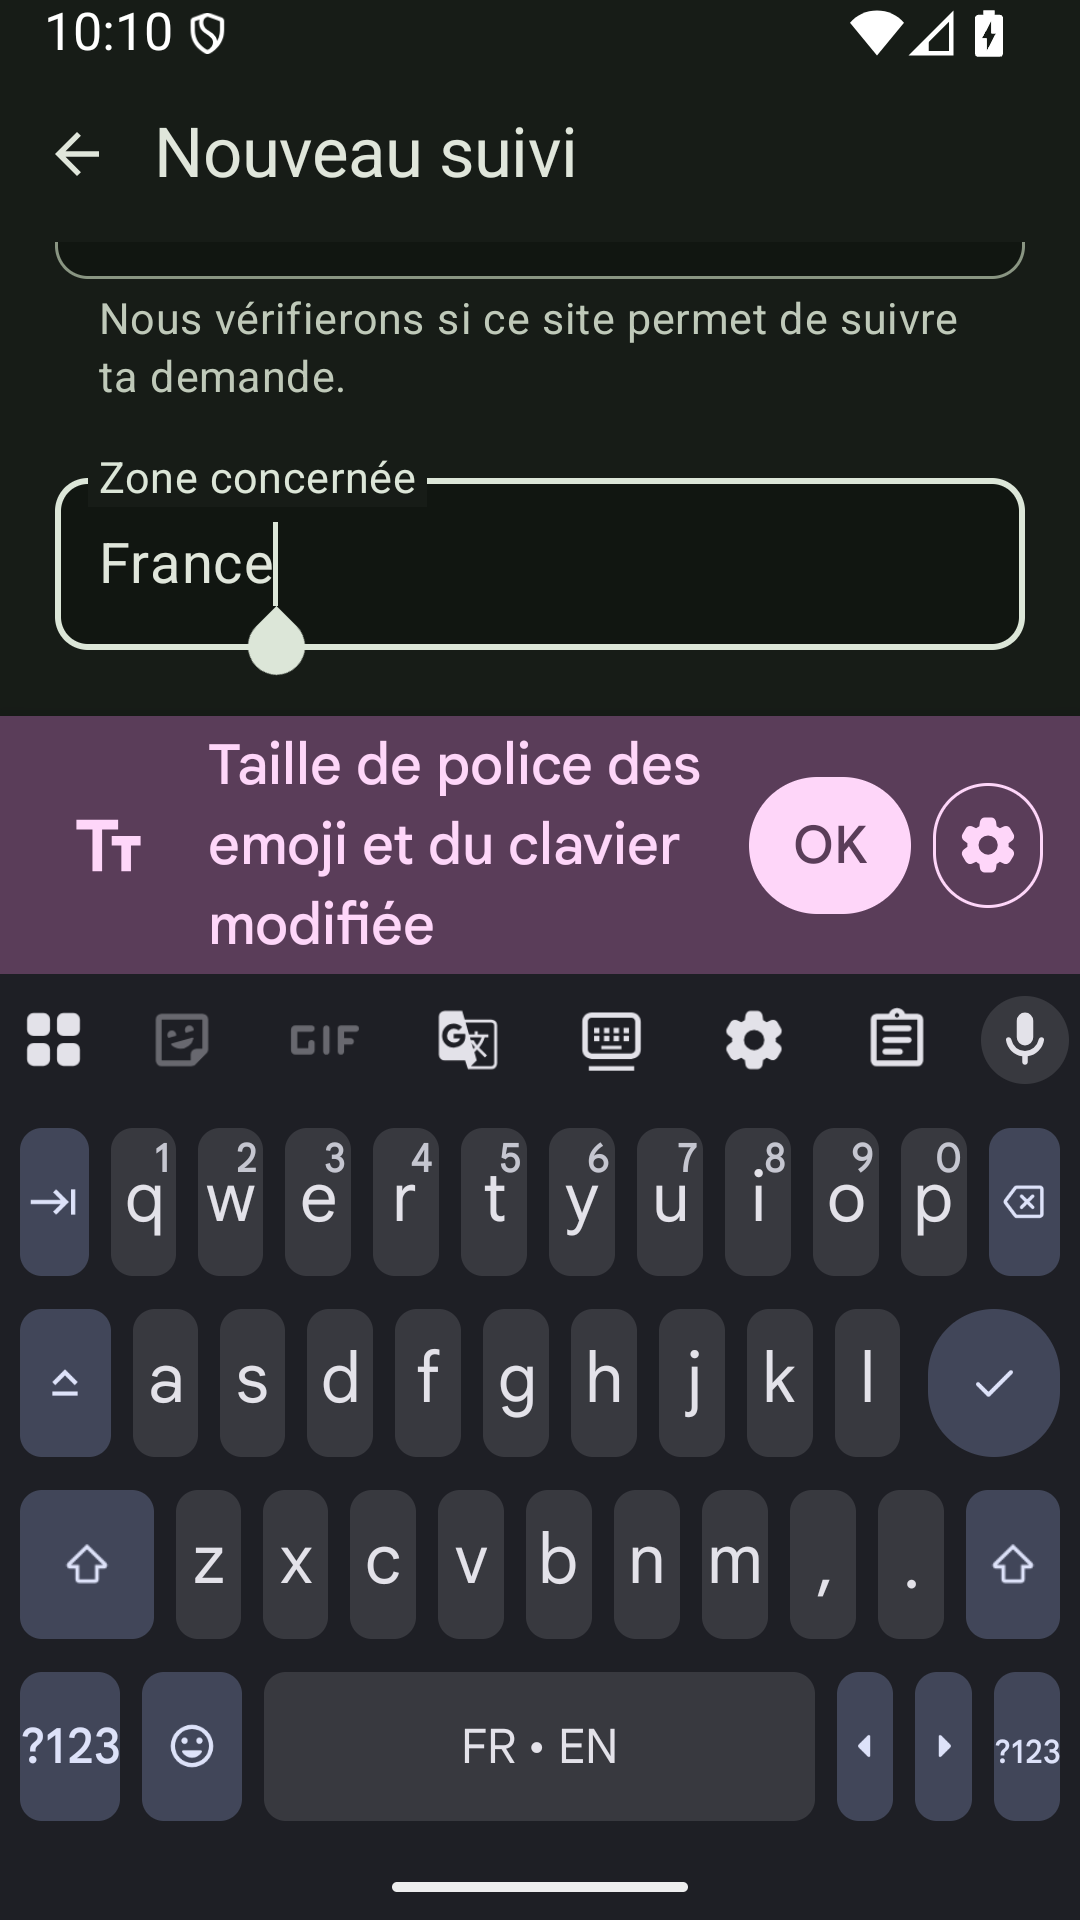 10:10
Nouveau suivi
Nous vérifierons si ce site permet de suivre
ta demande.
Zone concernée
France
Taille de police des
emoji et du clavier
modifiée
OK
GIF
G 文
1 2 3 4 5 6 7 8 9 0
q w e r t y u i o p
a s d f g h j k l
z x c v b n m , .
?123 FR • EN ?123